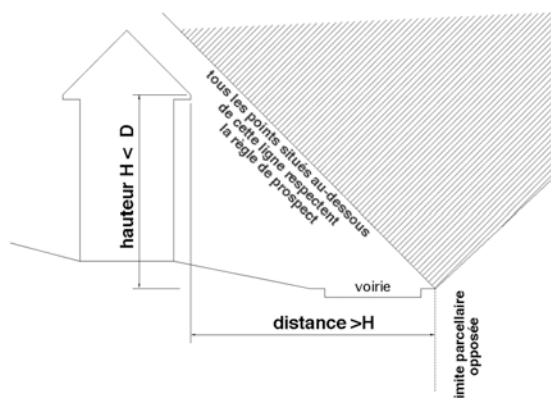 tous les points situés au-dessous
de cette ligne respectent
la règle de prospect
hauteur H < D
voirie
distance >H
imite parcellaire
opposée